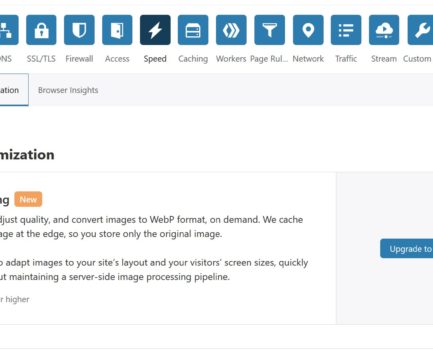 NS SSL/TLS Firewall Access Speed Caching Workers Page Rul... Network Traffic Stream Custom
ation Browser Insights
mization
ng New
djust quality, and convert images to WebP format, on demand. We cache
age at the edge, so you store only the original image.
o adapt images to your site's layout and your visitors' screen sizes, quickly
ut maintaining a server-side image processing pipeline.
r higher
Upgrade to